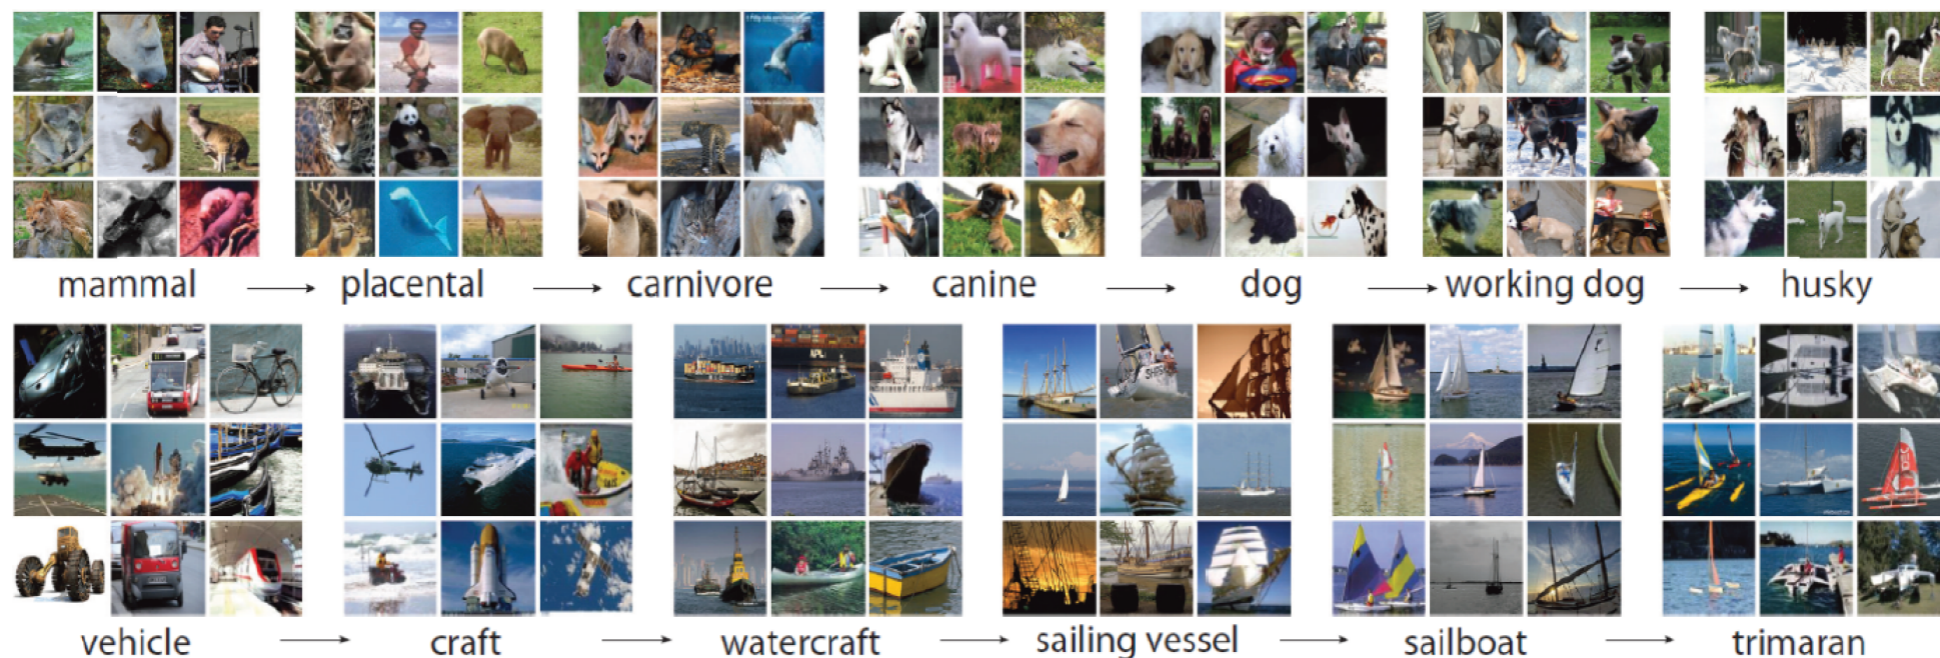 mammal → placental → carnivore → canine → dog → working dog → husky
vehicle → craft → watercraft → sailing vessel → sailboat → trimaran